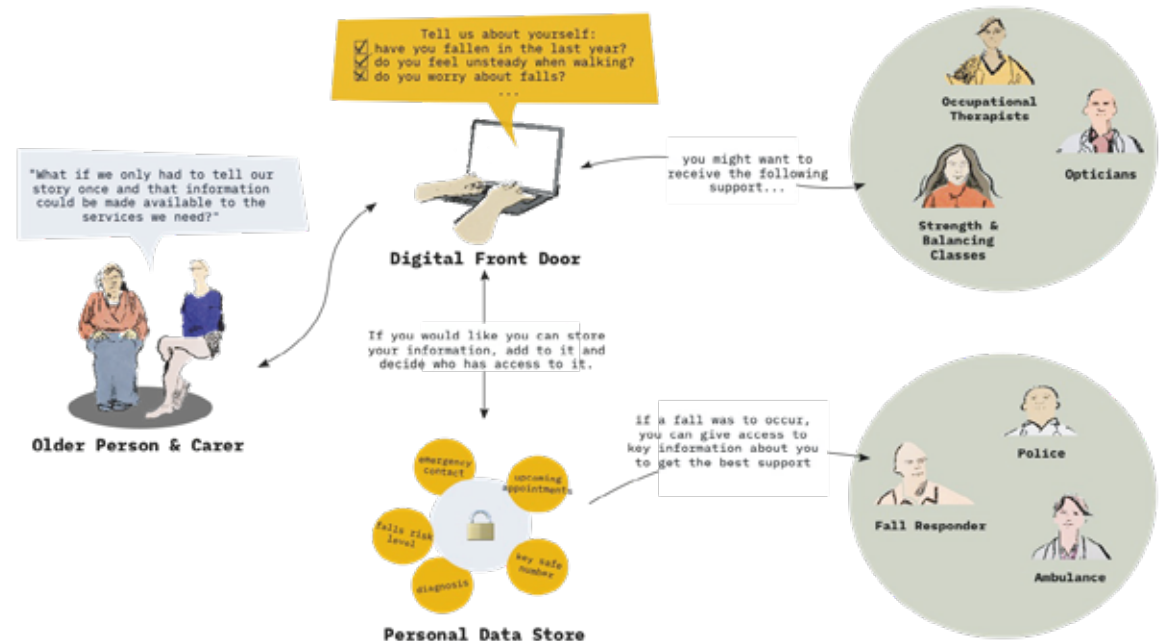 Tell us about yourself:
have you fallen in the last year?
do you feel unsteady when walking?
do you worry about falls?
...
"What if we only had to tell our
story once and that information
could be made available to the
services we need?"
Older Person & Carer
Digital Front Door
you might want to
receive the following
support...
Occupational
Therapists
Opticians
Strength &
Balancing
Classes
If you would like you can store
your information, add to it and
decide who has access to it.
if a fall was to occur,
you can give access to
key information about you
to get the best support
emergency
contact
upcoming
appointments
falls risk
level
key safe
number
diagnosis
Personal Data Store
Police
Fall Responder
Ambulance